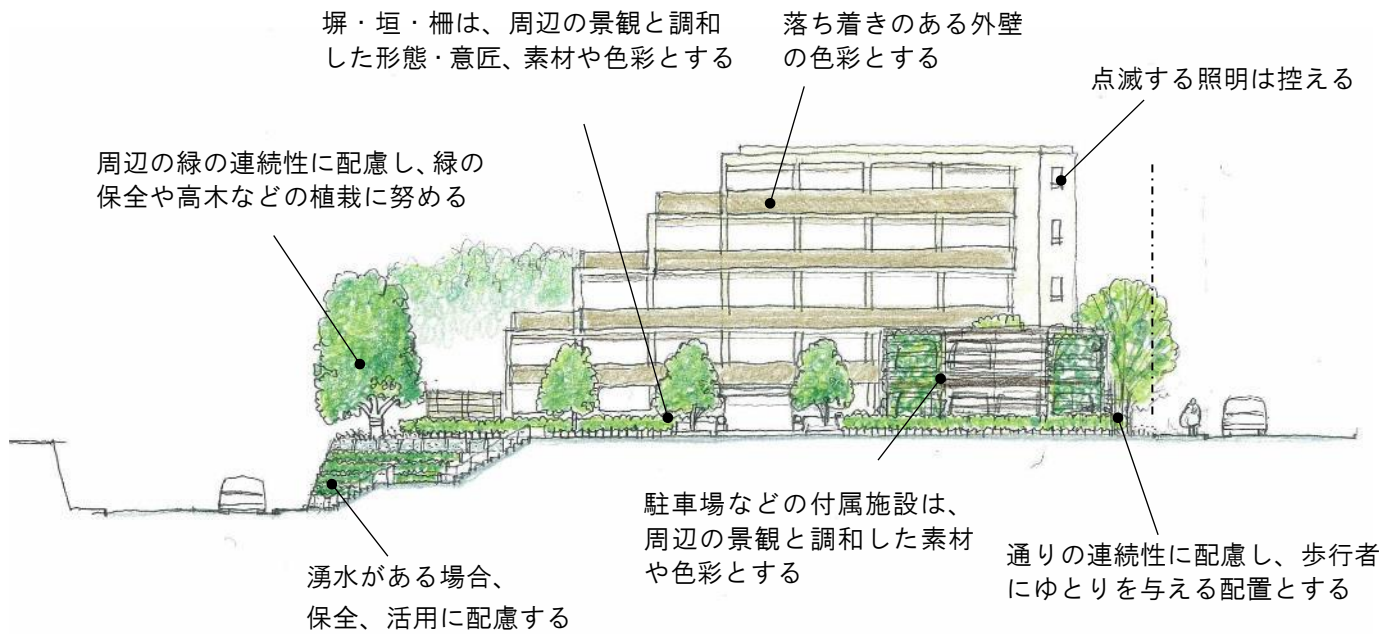 塀・垣・柵は、周辺の景観と調和
した形態・意匠、素材や色彩とする
落ち着きのある外壁
の色彩とする
点滅する照明は控える
周辺の緑の連続性に配慮し、緑の
保全や高木などの植栽に努める
駐車場などの付属施設は、
周辺の景観と調和した素材
や色彩とする
通りの連続性に配慮し、歩行者
にゆとりを与える配置とする
湧水がある場合、
保全、活用に配慮する